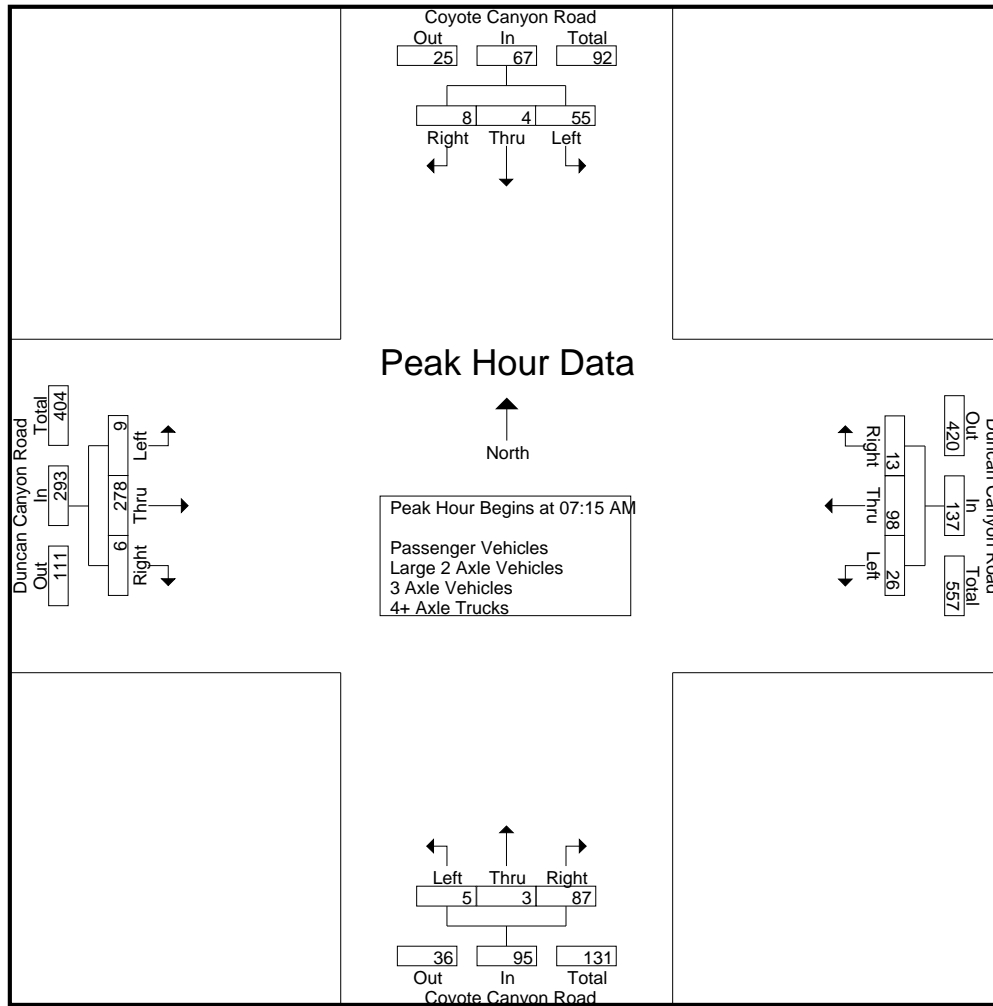 Coyote Canyon Road
Out In Total
25 67 92
8 4 55
Right Thru Left
Peak Hour Data
North
Peak Hour Begins at 07:15 AM
Passenger Vehicles
Large 2 Axle Vehicles
3 Axle Vehicles
4+ Axle Trucks
Duncan Canyon Road
Out In Total
111 293 404
Left Thru Right
9 278 6
Duncan Canyon Road
Out In Total
420 137 557
Right Thru Left
13 98 26
Left Thru Right
5 3 87
36 95 131
Out In Total
Coyote Canyon Road